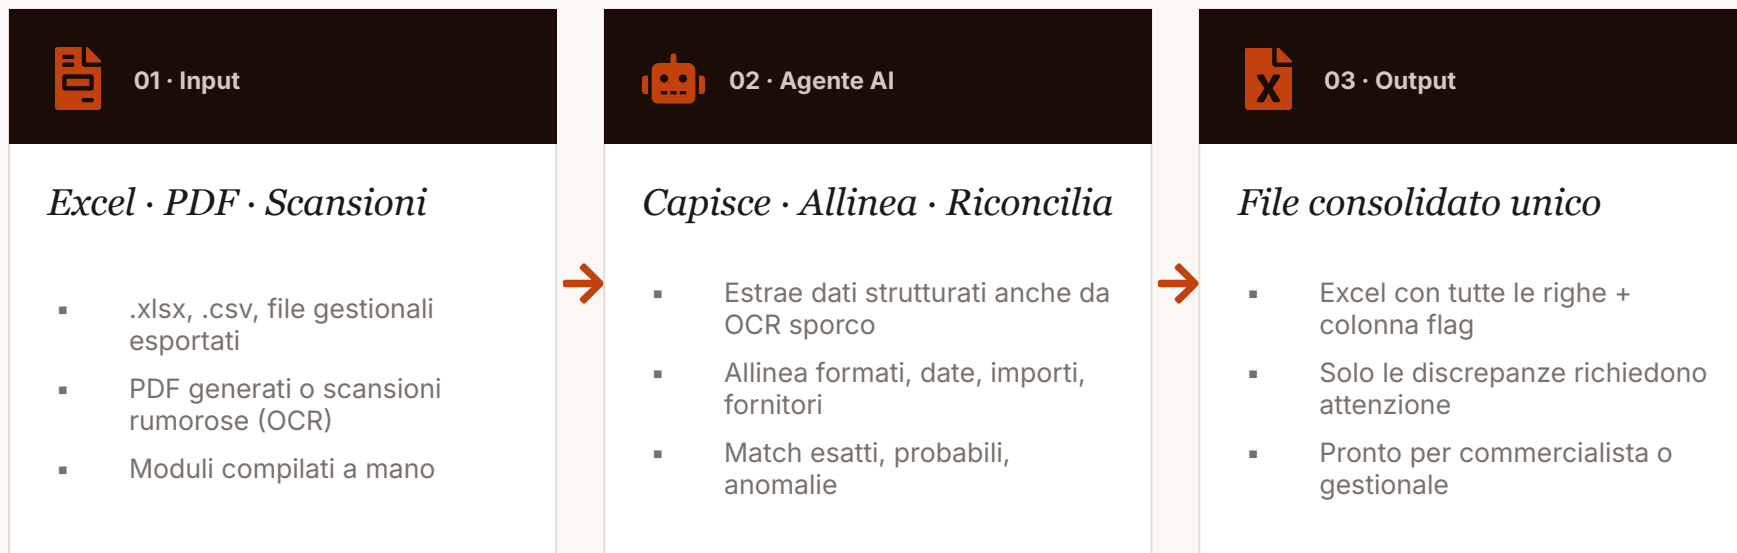 01 · Input
Excel · PDF · Scansioni
▪ .xlsx, .csv, file gestionali
esportati
▪ PDF generati o scansioni
rumorose (OCR)
▪ Moduli compilati a mano
02 · Agente AI
Capisce · Allinea · Riconcilia
▪ Estrae dati strutturati anche da
OCR sporco
▪ Allinea formati, date, importi,
fornitori
▪ Match esatti, probabili,
anomalie
03 · Output
File consolidato unico
▪ Excel con tutte le righe +
colonna flag
▪ Solo le discrepanze richiedono
attenzione
▪ Pronto per commercialista o
gestionale